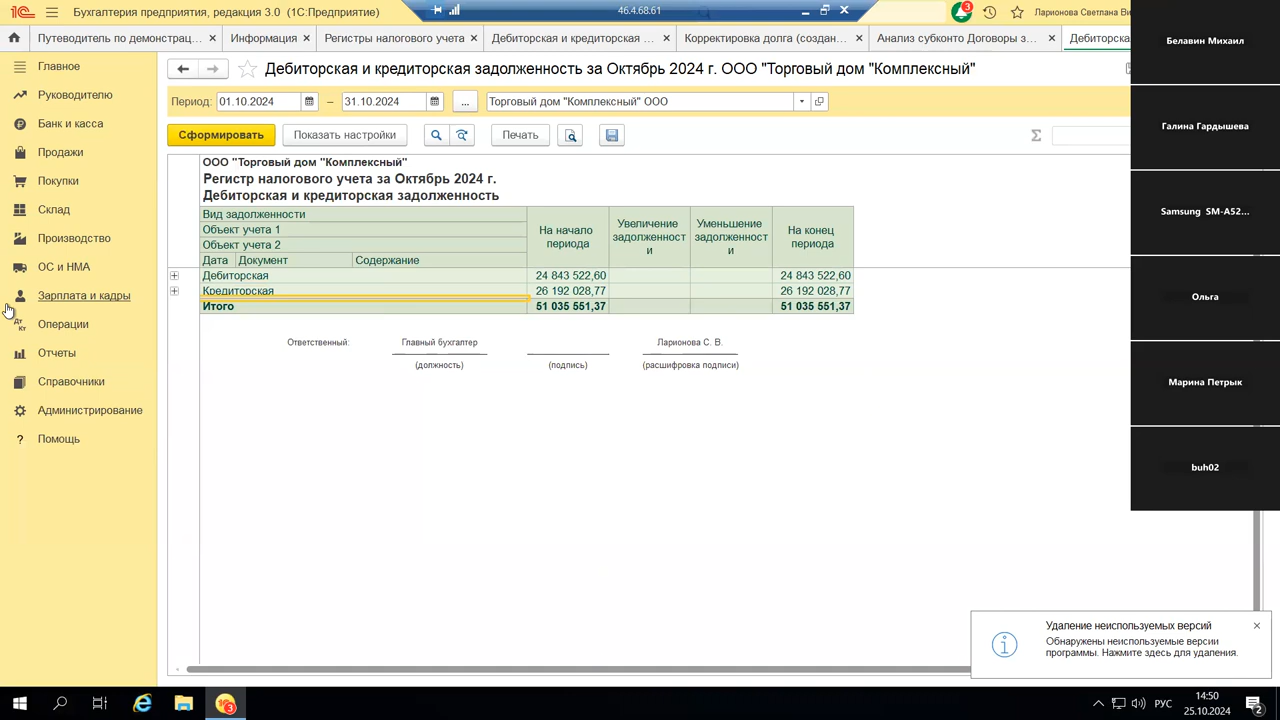 Бухгалтерия предприятия, редакция 3.0 (1С:Предприятие)
46.4.68.61
3
Ларионова Светлана Ви
Путеводитель по демонстрац...
Информация
Регистры налогового учета
Дебиторская и кредиторская ...
Корректировка долга (создан...
Анализ субконто Договоры з...
Дебиторска
Главное
Руководителю
Банк и касса
Продажи
Покупки
Склад
Производство
ОС и НМА
Зарплата и кадры
Операции
Отчеты
Справочники
Администрирование
Помощь
Дебиторская и кредиторская задолженность за Октябрь 2024 г. ООО "Торговый дом "Комплексный"
Период: 01.10.2024 – 31.10.2024 ... Торговый дом "Комплексный" ООО
Сформировать
Показать настройки
Печать
Σ
ООО "Торговый дом "Комплексный"
Регистр налогового учета за Октябрь 2024 г.
Дебиторская и кредиторская задолженность
Вид задолженности
Объект учета 1
Объект учета 2
Дата Документ Содержание
На начало периода
Увеличение задолженност и
Уменьшение задолженност и
На конец периода
Дебиторская 24 843 522,60 24 843 522,60
Кредиторская 26 192 028,77 26 192 028,77
Итого 51 035 551,37 51 035 551,37
Ответственный: Главный бухгалтер Ларионова С. В.
(должность) (подпись) (расшифровка подписи)
Белавин Михаил
Галина Гардышева
Samsung SM-A52...
Ольга
Марина Петрык
buh02
Удаление неиспользуемых версий
Обнаружены неиспользуемые версии
программы. Нажмите здесь для удаления.
3
РУС
14:50
25.10.2024
2